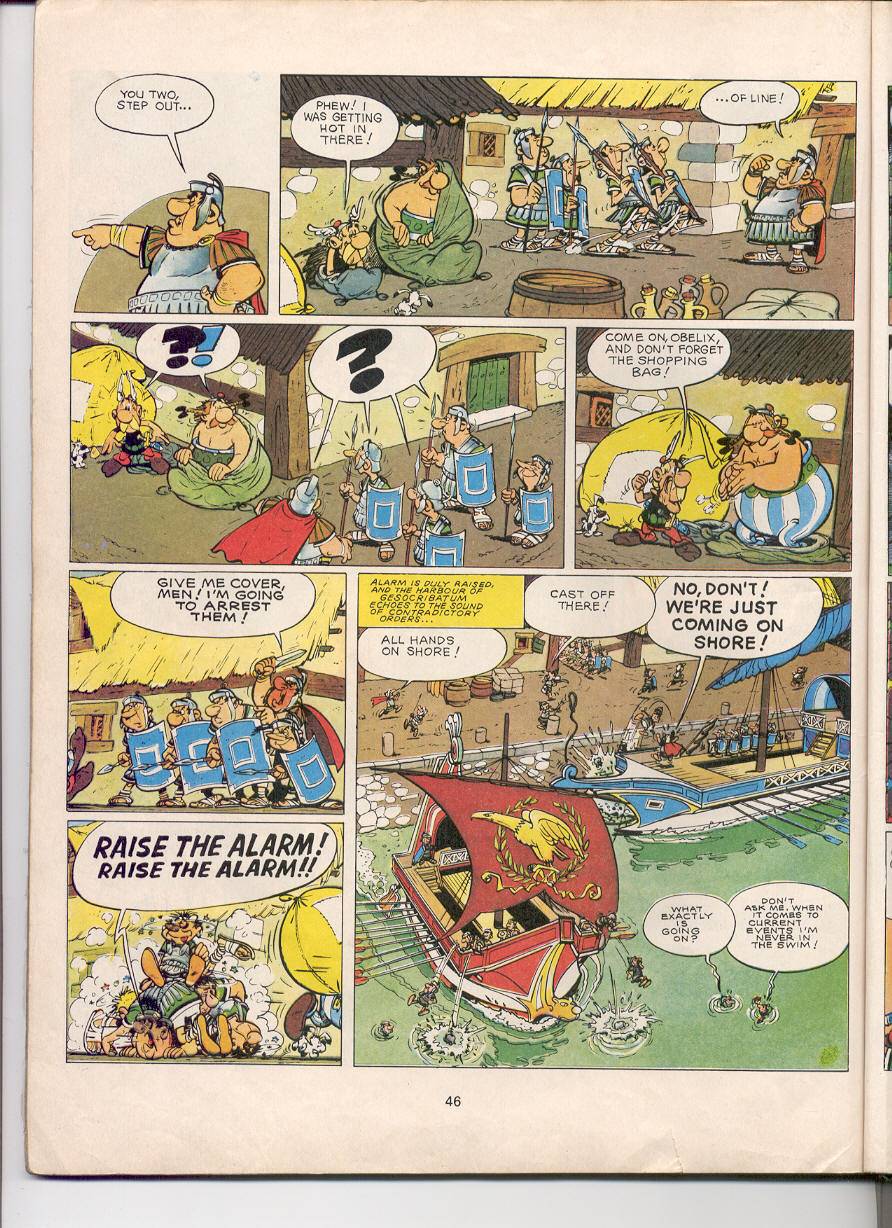 YOU TWO,
STEP OUT...
PHEW! I
WAS GETTING
HOT IN
THERE!
...OF LINE!
?!
?
COME ON, OBELIX,
AND DON'T FORGET
THE SHOPPING
BAG!
GIVE ME COVER,
MEN! I'M GOING
TO ARREST
THEM!
ALARM IS DULY RAISED,
AND THE HARBOUR OF
GESOCRIBATUM
ECHOES TO THE SOUND
OF CONTRADICTORY
ORDERS...
ALL HANDS
ON SHORE!
CAST OFF
THERE!
NO, DON'T!
WE'RE JUST
COMING ON
SHORE!
RAISE THE ALARM!
RAISE THE ALARM!!
WHAT
EXACTLY
IS
GOING
ON?
DON'T
ASK ME. WHEN
IT COMES TO
CURRENT
EVENTS I'M
NEVER IN
THE SWIM!
46